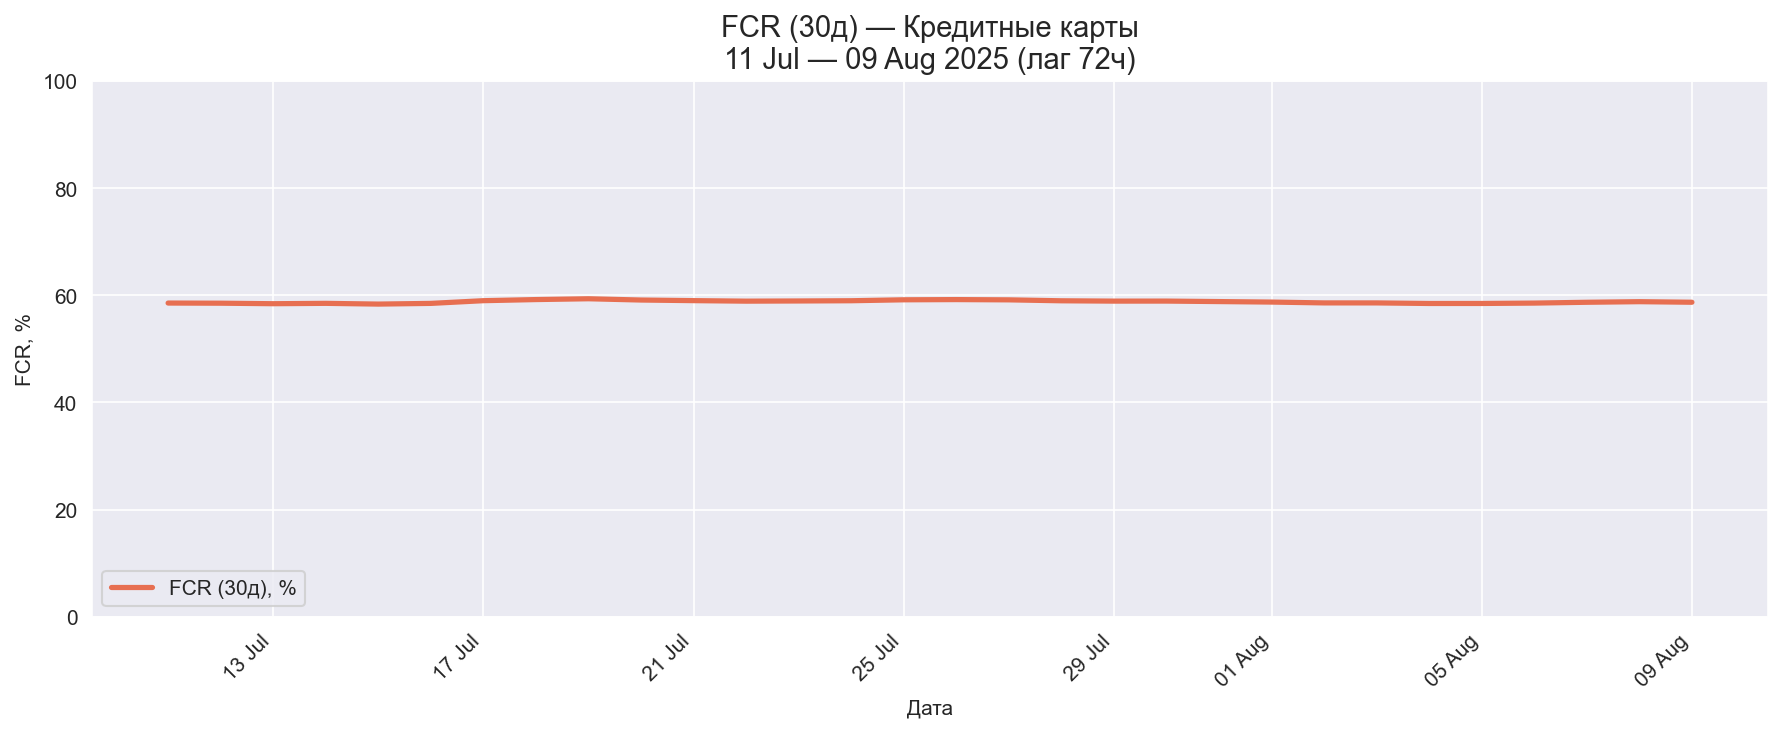 FCR (30д) — Кредитные карты
11 Jul — 09 Aug 2025 (лаг 72ч)
100
80
60
40
20
0
FCR, %
FCR (30д), %
13 Jul
17 Jul
21 Jul
25 Jul
29 Jul
01 Aug
05 Aug
09 Aug
Дата